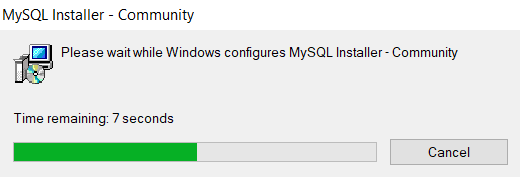 MySQL Installer - Community
Please wait while Windows configures MySQL Installer - Community
Time remaining: 7 seconds
Cancel